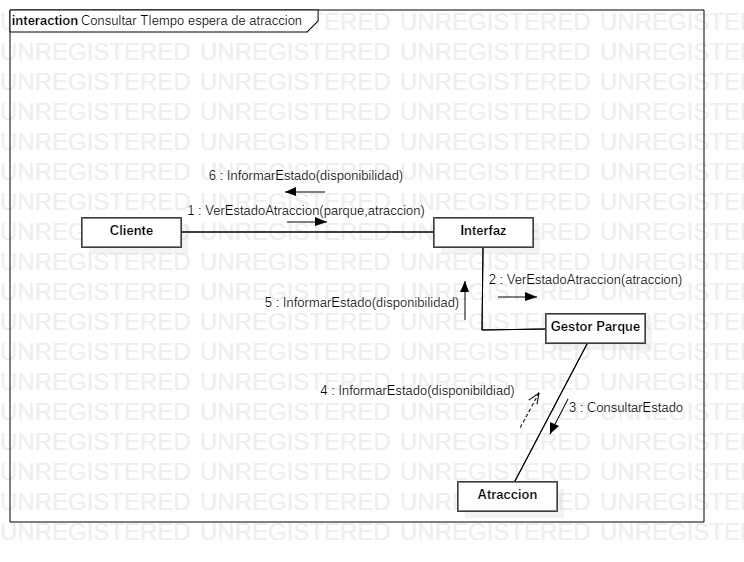 interaction Consultar TIempo espera de atraccion
6 : InformarEstado(disponibilidad)
1 : VerEstadoAtraccion(parque,atraccion)
Cliente
Interfaz
2 : VerEstadoAtraccion(atraccion)
5 : InformarEstado(disponibilidad)
Gestor Parque
4 : InformarEstado(disponibildiad)
3 : ConsultarEstado
Atraccion
UNREGISTERED